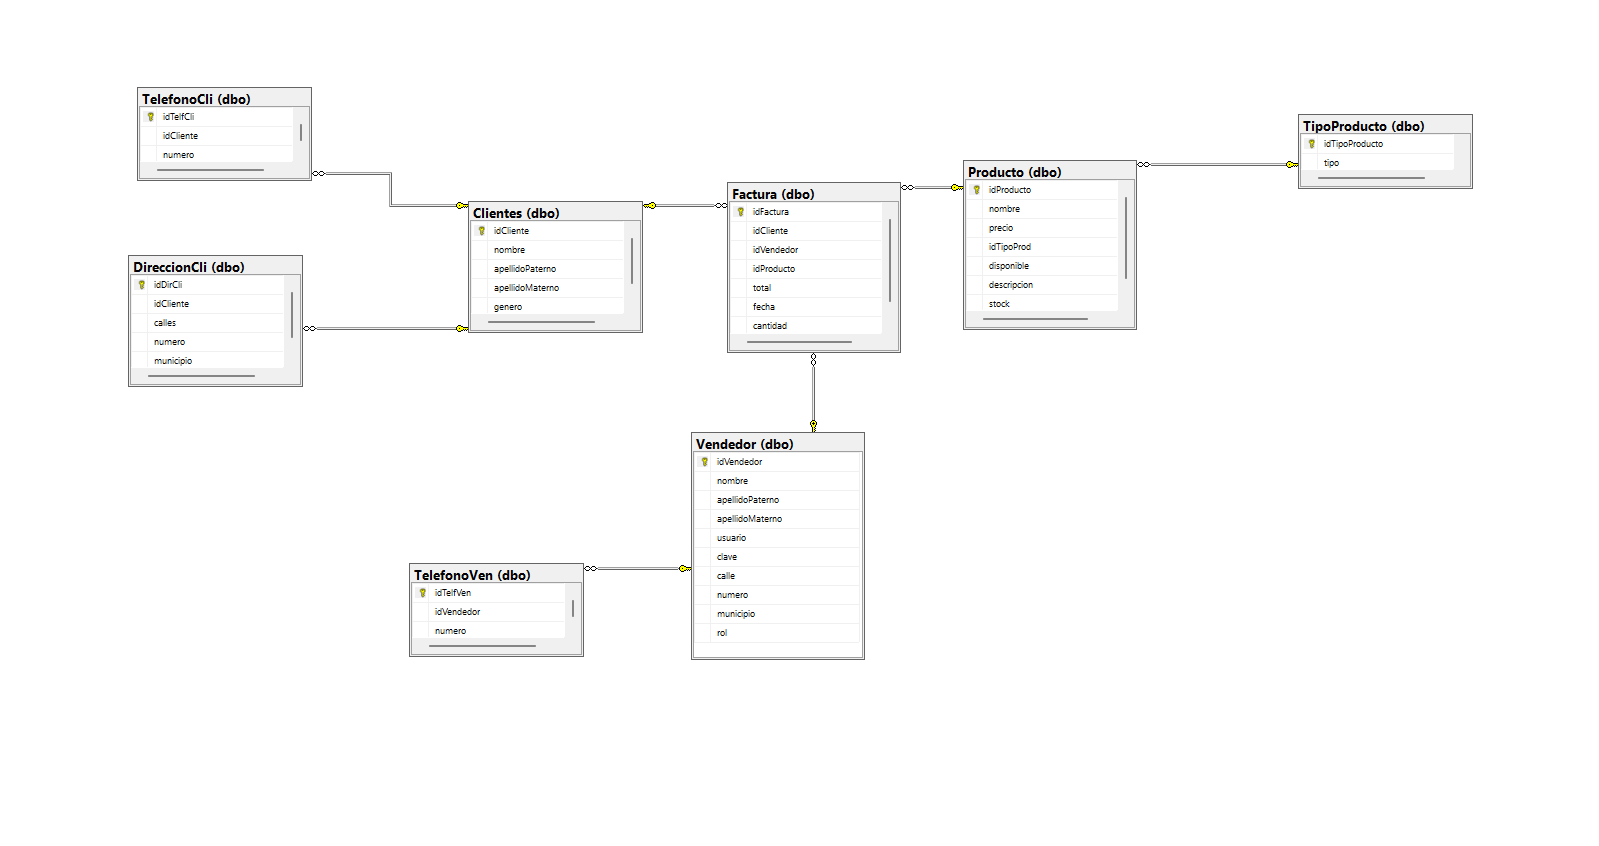 TelefonoCli (dbo)
idTelfCli
idCliente
numero
DireccionCli (dbo)
idDirCli
idCliente
calles
numero
municipio
Clientes (dbo)
idCliente
nombre
apellidoPaterno
apellidoMaterno
genero
Factura (dbo)
idFactura
idCliente
idVendedor
idProducto
total
fecha
cantidad
Producto (dbo)
idProducto
nombre
precio
idTipoProd
disponible
descripcion
stock
TipoProducto (dbo)
idTipoProducto
tipo
Vendedor (dbo)
idVendedor
nombre
apellidoPaterno
apellidoMaterno
usuario
clave
calle
numero
municipio
rol
TelefonoVen (dbo)
idTelfVen
idVendedor
numero